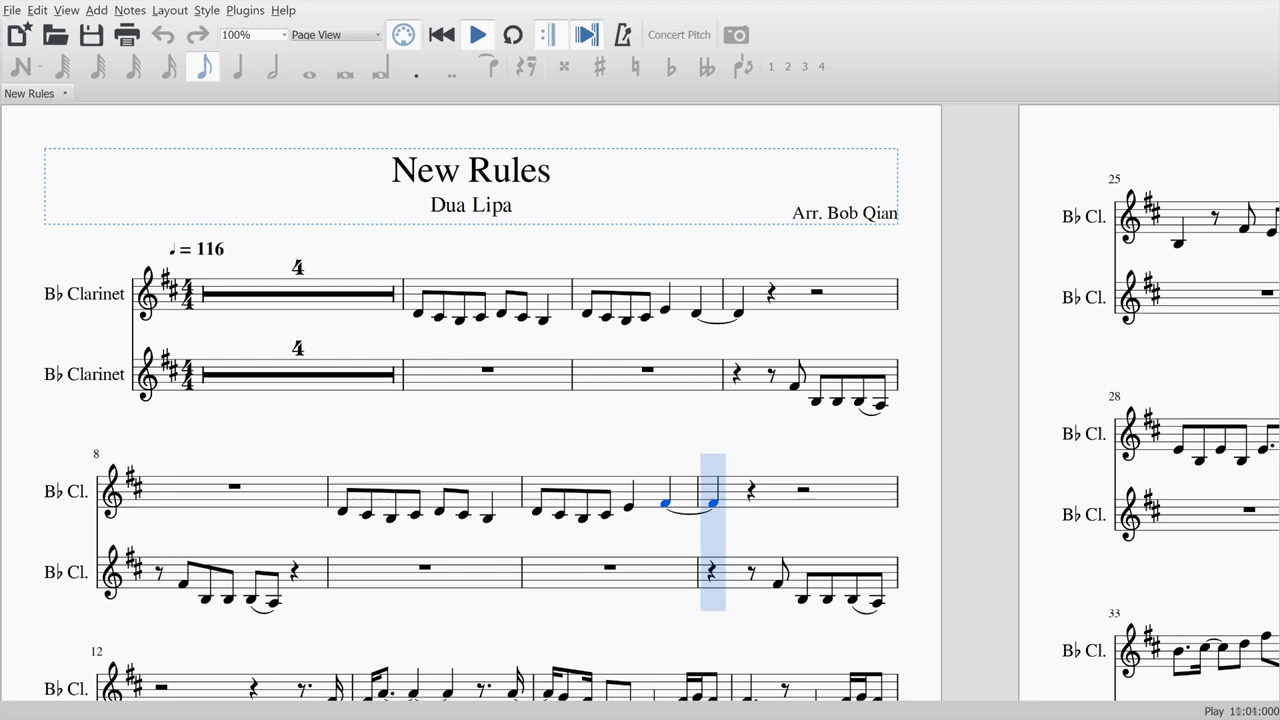 File Edit View Add Notes Layout Style Plugins Help
100% Page View Concert Pitch
1 2 3 4
New Rules ×
New Rules
Dua Lipa
Arr. Bob Qian
= 116
4
B♭ Clarinet
4
B♭ Clarinet
8
B♭ Cl.
B♭ Cl.
12
B♭ Cl.
25
B♭ Cl.
B♭ Cl.
28
B♭ Cl.
B♭ Cl.
33
B♭ Cl.
Play 11:01:000